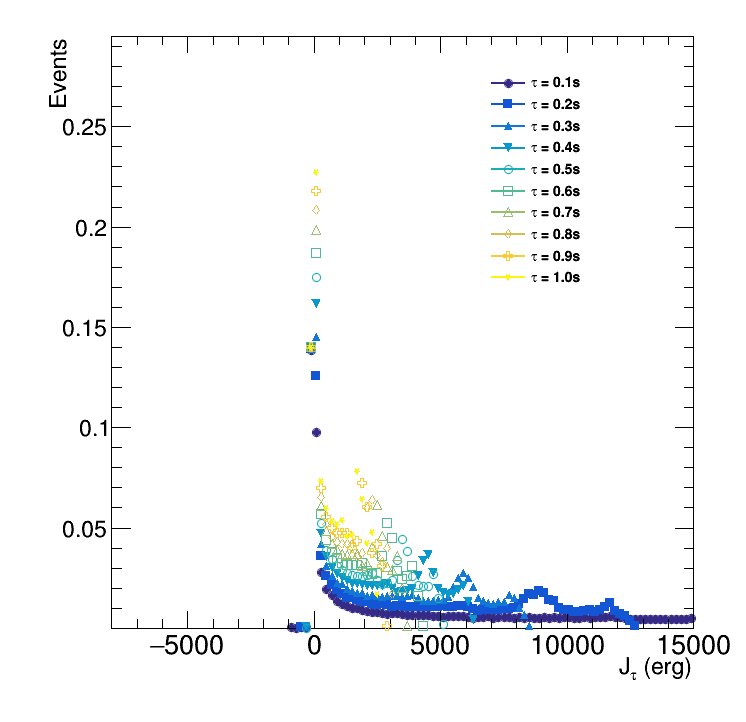 Events
0.25
0.2
0.15
0.1
0.05
−5000 0 5000 10000 15000
Jτ (erg)
τ = 0.1s
τ = 0.2s
τ = 0.3s
τ = 0.4s
τ = 0.5s
τ = 0.6s
τ = 0.7s
τ = 0.8s
τ = 0.9s
τ = 1.0s